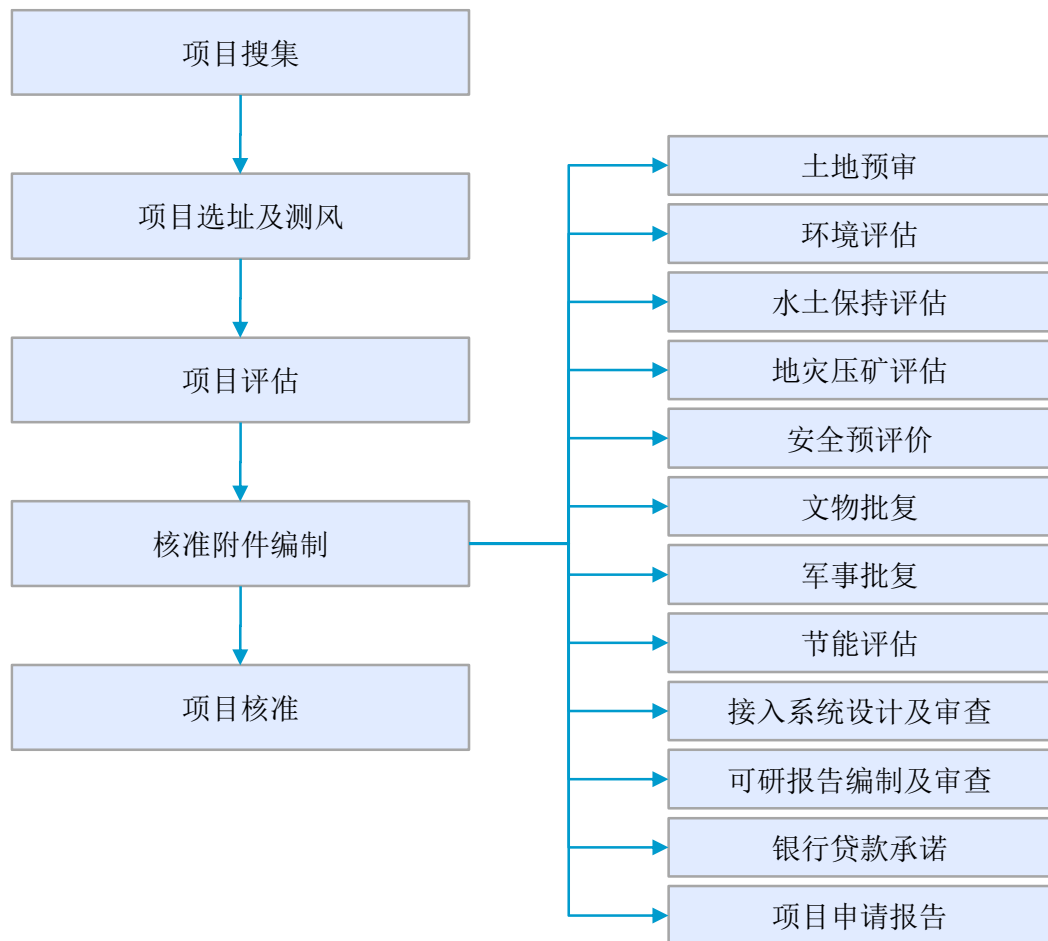 项目搜集
项目选址及测风
项目评估
核准附件编制
项目核准
土地预审
环境评估
水土保持评估
地灾压矿评估
安全预评价
文物批复
军事批复
节能评估
接入系统设计及审查
可研报告编制及审查
银行贷款承诺
项目申请报告